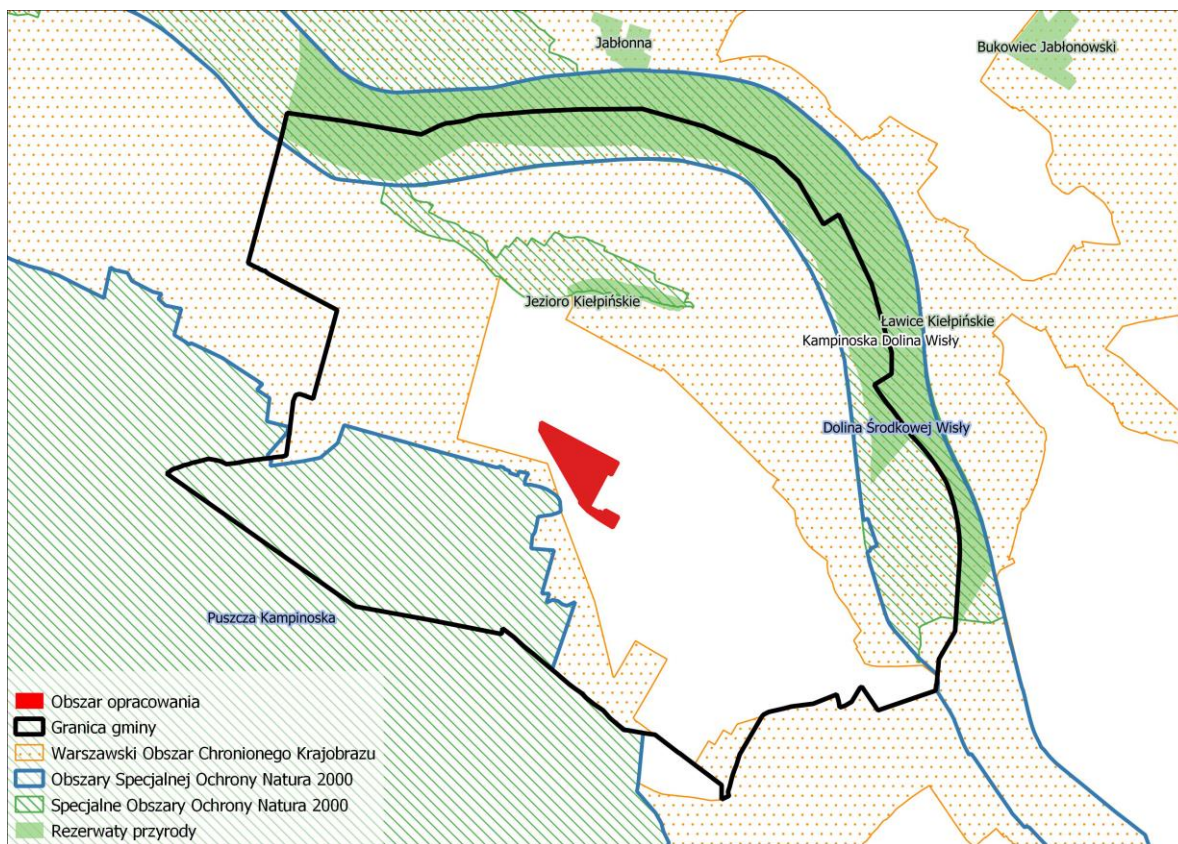 Jabłonna
Bukowiec Jabłonowski
Jezioro Kiełpińskie
Ławice Kiełpińskie
Kampinoska Dolina Wisły
Dolina Środkowej Wisły
Puszcza Kampinoska
Obszar opracowania
Granica gminy
Warszawski Obszar Chronionego Krajobrazu
Obszary Specjalnej Ochrony Natura 2000
Specjalne Obszary Ochrony Natura 2000
Rezerwaty przyrody